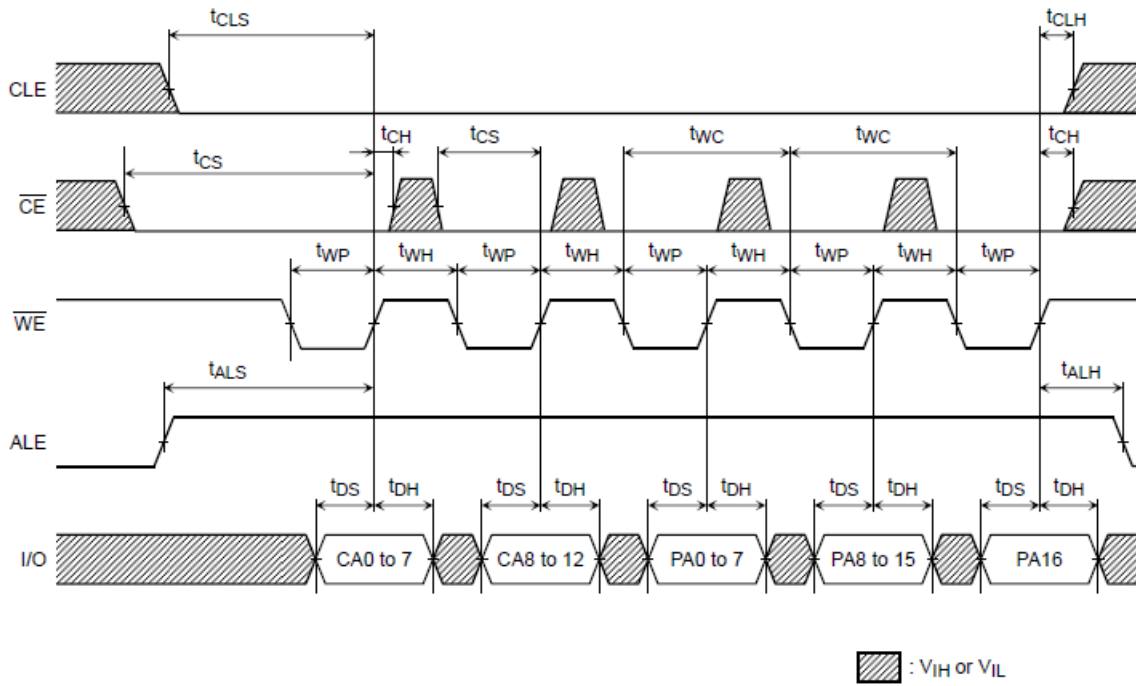 tCLS tCLH
CLE
tCH tCS tWC tWC tCH
tCS
CE
tWP tWH tWP tWH tWP tWH tWP tWH tWP
WE
tALS tALH
ALE
tDS tDH tDS tDH tDS tDH tDS tDH tDS tDH
I/O CA0 to 7 CA8 to 12 PA0 to 7 PA8 to 15 PA16
: VIH or VIL